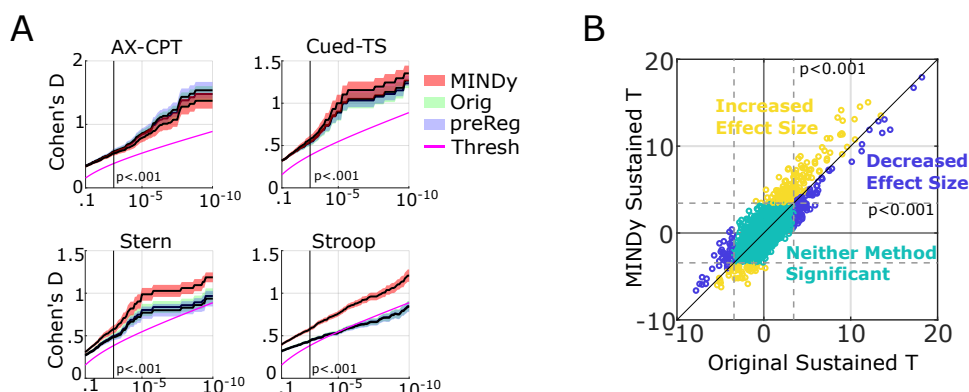 A
AX-CPT
Cohen's D
2
1
0
p<.001
.1
10-5
10-10
Cued-TS
1.5
1
.5
0
p<.001
.1
10-5
10-10
MINDy
Orig
preReg
Thresh
Stern
Cohen's D
1.5
1
.5
0
p<.001
.1
10-5
10-10
Stroop
1.5
1
.5
0
p<.001
.1
10-5
10-10
B
MINDy Sustained T
20
10
0
-10
p<0.001
Increased
Effect Size
Decreased
Effect Size
p<0.001
Neither Method
Significant
-10
0
10
20
Original Sustained T